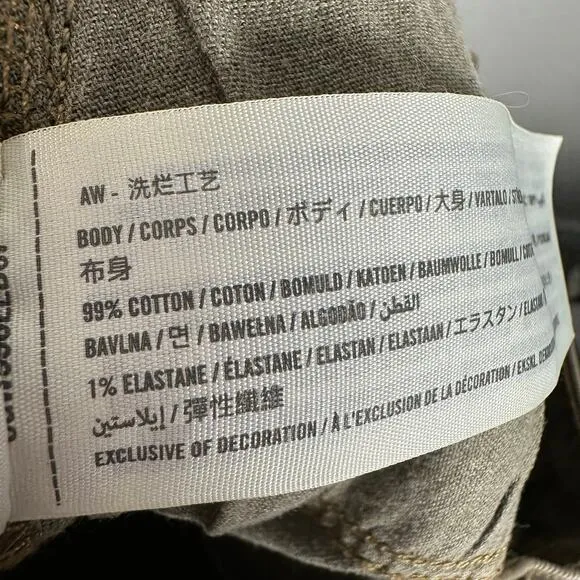 AW - 洗烂工艺
BODY / CORPS / CORPO / ボディ / CUERPO / 大身 / VARTALO /
布身
99% COTTON / COTON / BOMULD / KATOEN / BAUMWOLLE / BOMULL /
BAVLNA / 면 / BAWEŁNA / ALGODÃO / القطن
1% ELASTANE / ÉLASTANE / ELASTAN / ELASTAAN / エラスタン /
إيلاستين / 彈性纖維
EXCLUSIVE OF DECORATION / À L'EXCLUSION DE LA DÉCORATION / EKSKL.